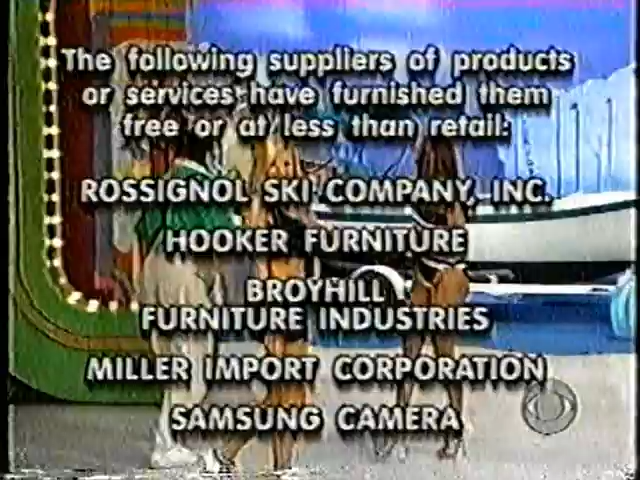 The following suppliers of products
or services have furnished them
free or at less than retail:
ROSSIGNOL SKI COMPANY, INC.
HOOKER FURNITURE
BROYHILL
FURNITURE INDUSTRIES
MILLER IMPORT CORPORATION
SAMSUNG CAMERA